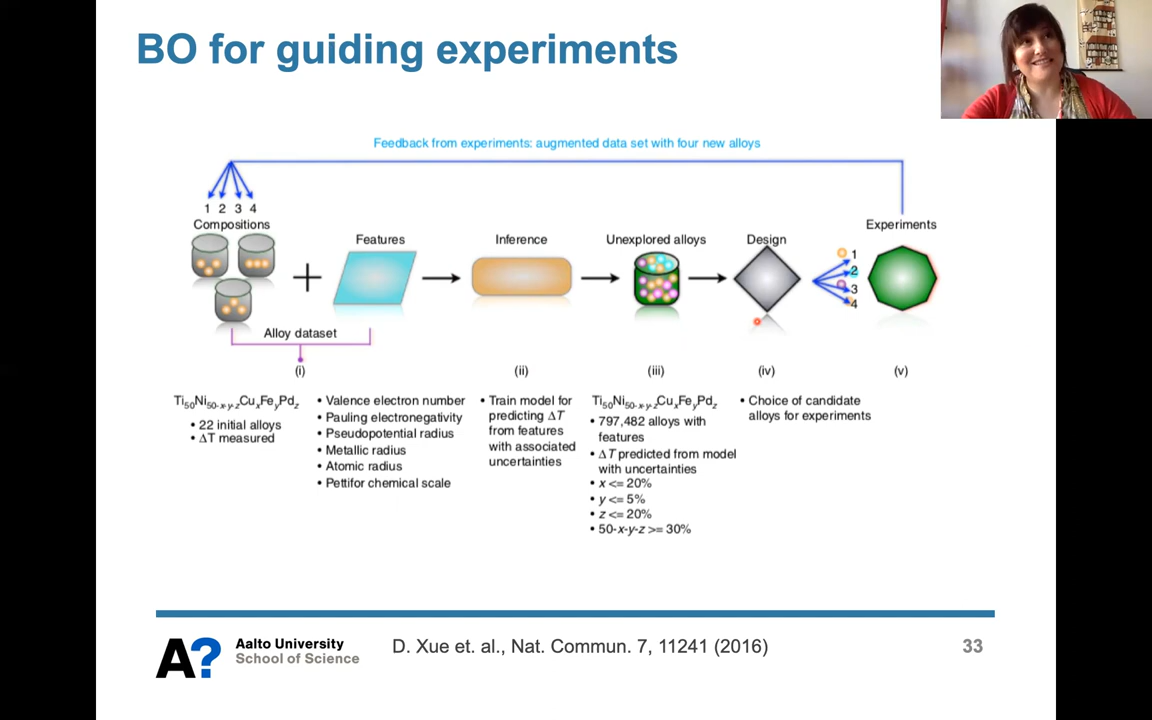 BO for guiding experiments
Feedback from experiments: augmented data set with four new alloys
1 2 3 4
Compositions
Features
Inference
Unexplored alloys
Design
Experiments
1
2
3
4
Alloy dataset
(i)
(ii)
(iii)
(iv)
(v)
Ti50Ni50-x-y-zCuxFeyPdz
• 22 initial alloys
• ΔT measured
• Valence electron number
• Pauling electronegativity
• Pseudopotential radius
• Metallic radius
• Atomic radius
• Pettifor chemical scale
• Train model for
predicting ΔT
from features
with associated
uncertainties
Ti50Ni50-x-y-zCuxFeyPdz
• 797,482 alloys with
features
• ΔT predicted from model
with uncertainties
• x <= 20%
• y <= 5%
• z <= 20%
• 50-x-y-z >= 30%
• Choice of candidate
alloys for experiments
A?
Aalto University
School of Science
D. Xue et. al., Nat. Commun. 7, 11241 (2016)
33